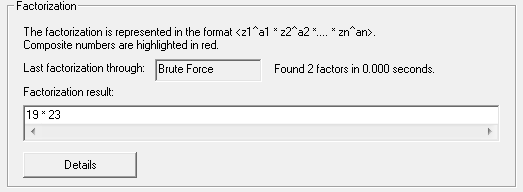 Factorization
The factorization is represented in the format <z1^a1 * z2^a2 *.... * zn^an>.
Composite numbers are highlighted in red.
Last factorization through: Brute Force Found 2 factors in 0.000 seconds.
Factorization result:
19 * 23
Details